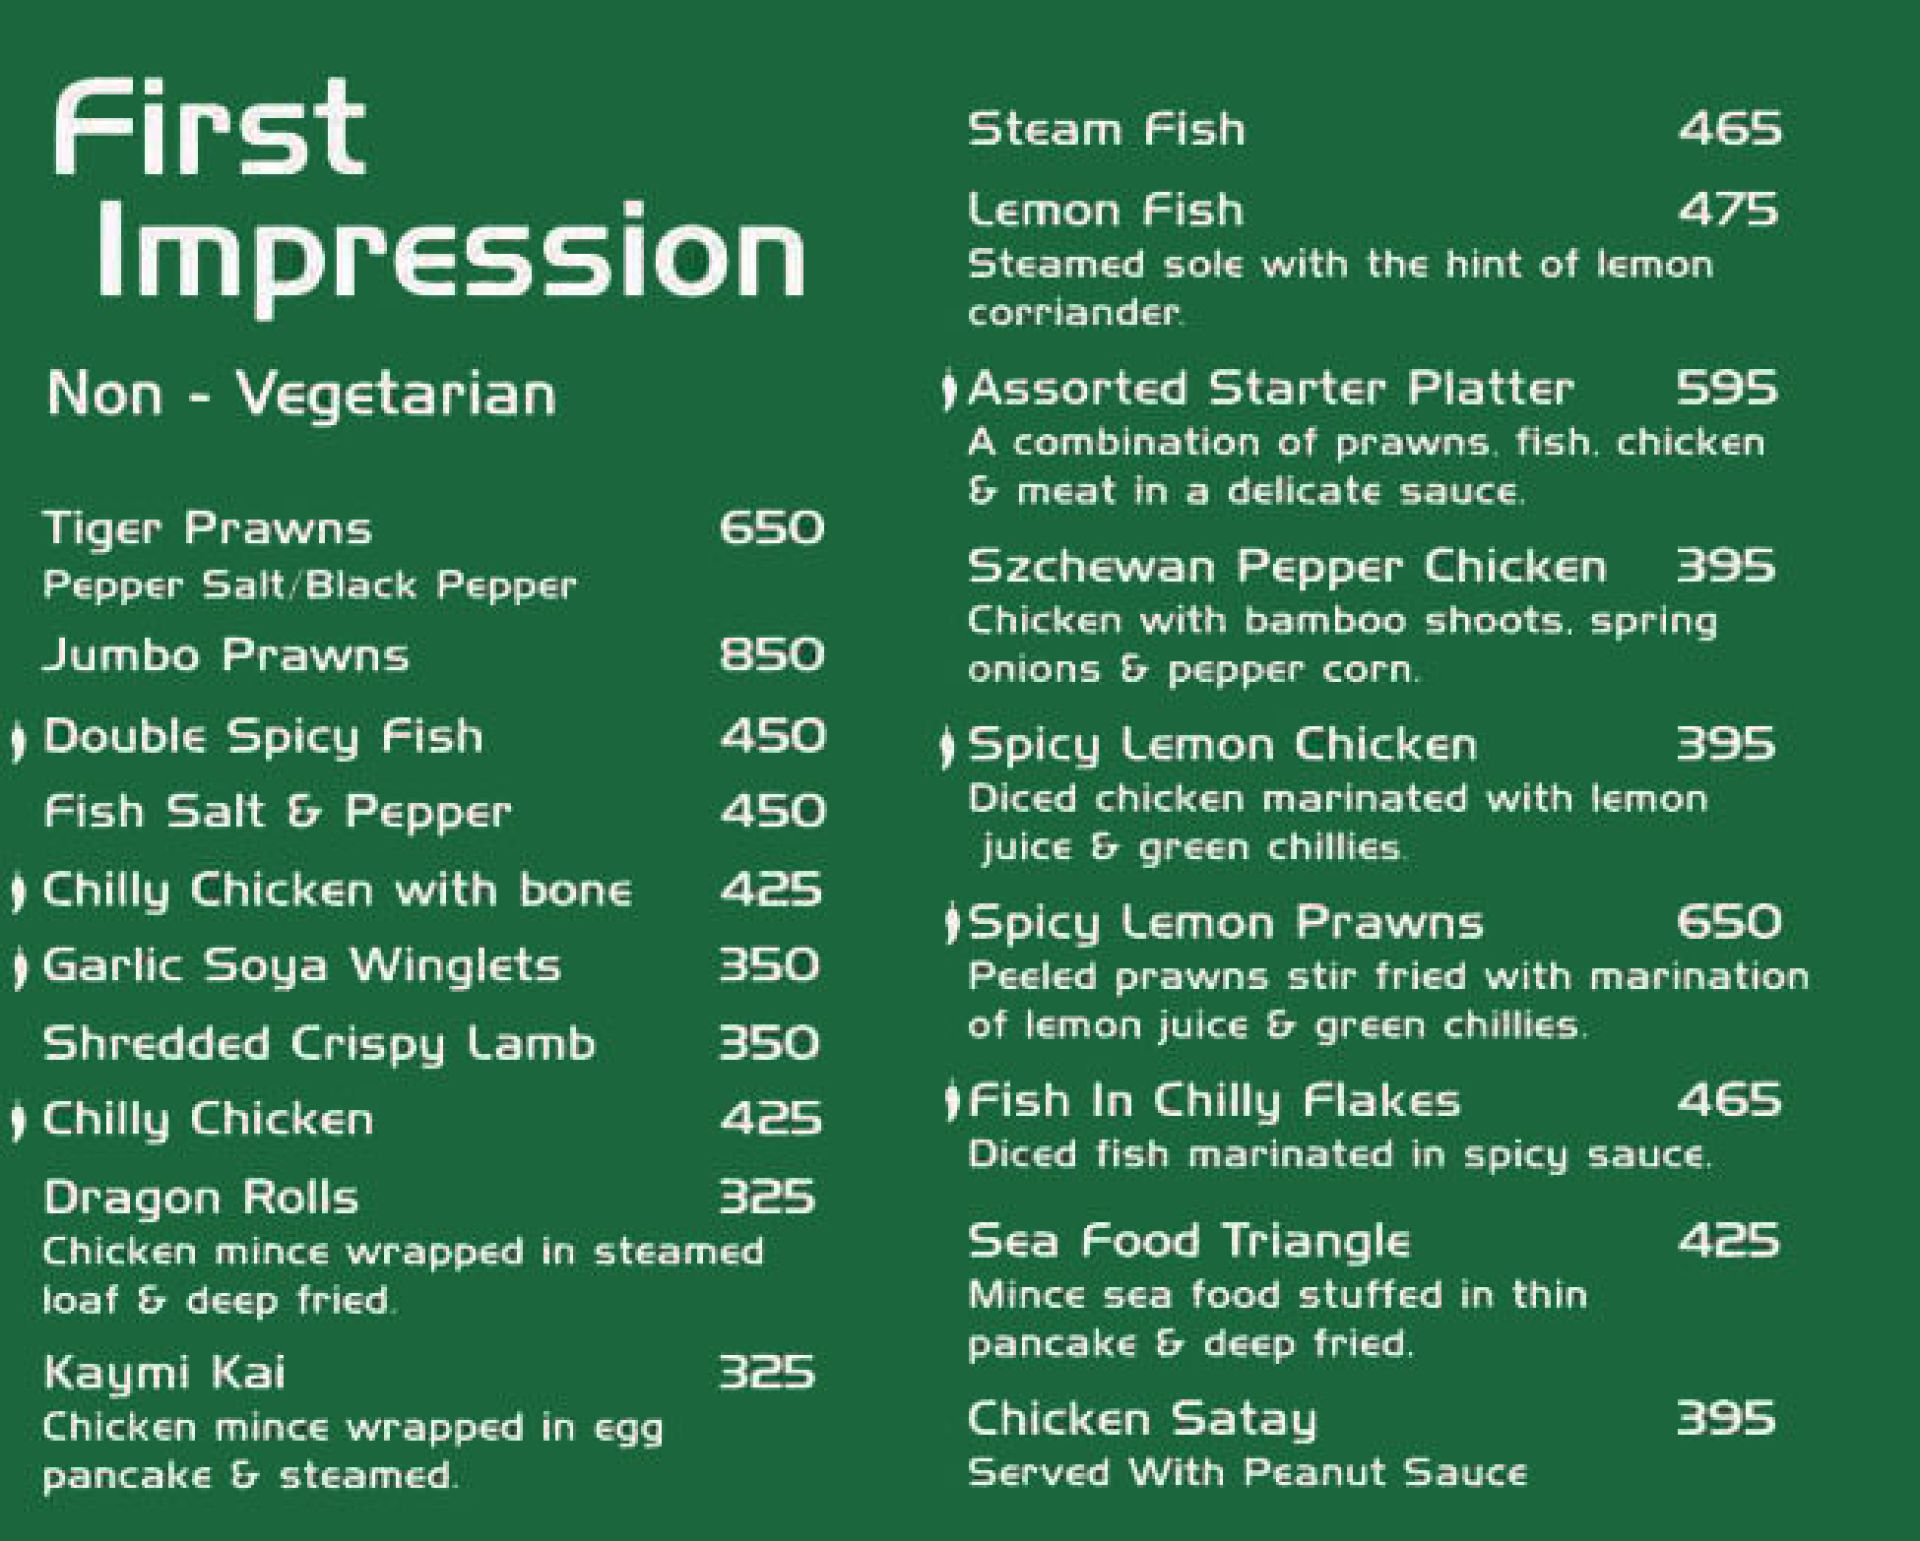 First
Impression
Non - Vegetarian
Tiger Prawns 650
Pepper Salt/Black Pepper
Jumbo Prawns 850
Double Spicy Fish 450
Fish Salt & Pepper 450
Chilly Chicken with bone 425
Garlic Soya Winglets 350
Shredded Crispy Lamb 350
Chilly Chicken 425
Dragon Rolls 325
Chicken mince wrapped in steamed
loaf & deep fried.
Kaymi Kai 325
Chicken mince wrapped in egg
pancake & steamed.
Steam Fish 465
Lemon Fish 475
Steamed sole with the hint of lemon
corriander.
Assorted Starter Platter 595
A combination of prawns, fish, chicken
& meat in a delicate sauce.
Szchewan Pepper Chicken 395
Chicken with bamboo shoots, spring
onions & pepper corn.
Spicy Lemon Chicken 395
Diced chicken marinated with lemon
juice & green chillies.
Spicy Lemon Prawns 650
Peeled prawns stir fried with marination
of lemon juice & green chillies.
Fish In Chilly Flakes 465
Diced fish marinated in spicy sauce.
Sea Food Triangle 425
Mince sea food stuffed in thin
pancake & deep fried.
Chicken Satay 395
Served With Peanut Sauce